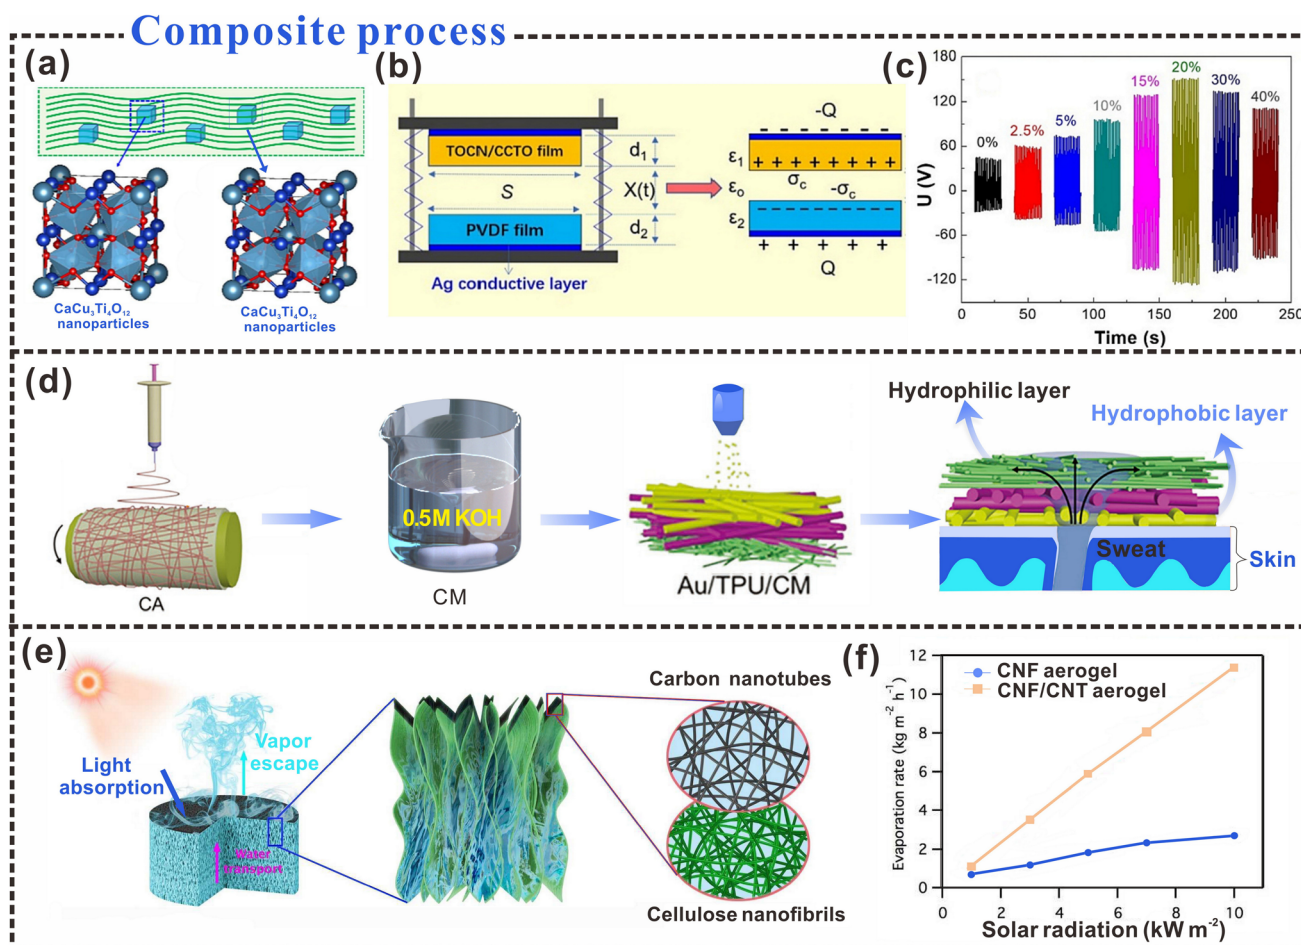 Composite process
(a)
CaCu₃Ti₄O₁₂
nanoparticles
CaCu₃Ti₄O₁₂
nanoparticles
(b)
TOCN/CCTO film
S
PVDF film
Ag conductive layer
d₁
X(t)
d₂
-Q
ε₁
+ + + + + + + +
σc
εo
-σc
ε₂
+ + + + +
Q
(c)
U (V)
180
120
60
0
-60
-120
0%
2.5%
5%
10%
15%
20%
30%
40%
0 50 100 150 200 250
Time (s)
(d)
CA
0.5M KOH
CM
Au/TPU/CM
Hydrophilic layer
Hydrophobic layer
Sweat
Skin
(e)
Light
absorption
Vapor
escape
Water
transport
Carbon nanotubes
Cellulose nanofibrils
(f)
CNF aerogel
CNF/CNT aerogel
Evaporation rate (kg m⁻² h⁻¹)
12
10
8
6
4
2
0
0 2 4 6 8 10
Solar radiation (kW m⁻²)